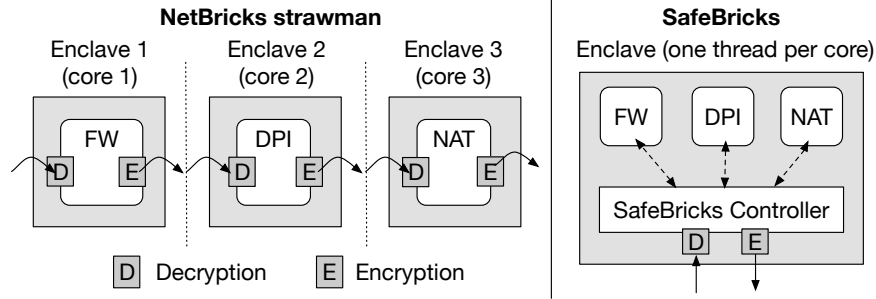 NetBricks strawman
Enclave 1
(core 1)
Enclave 2
(core 2)
Enclave 3
(core 3)
FW
D
E
DPI
D
E
NAT
D
E
D Decryption
E Encryption
SafeBricks
Enclave (one thread per core)
FW
DPI
NAT
SafeBricks Controller
D
E